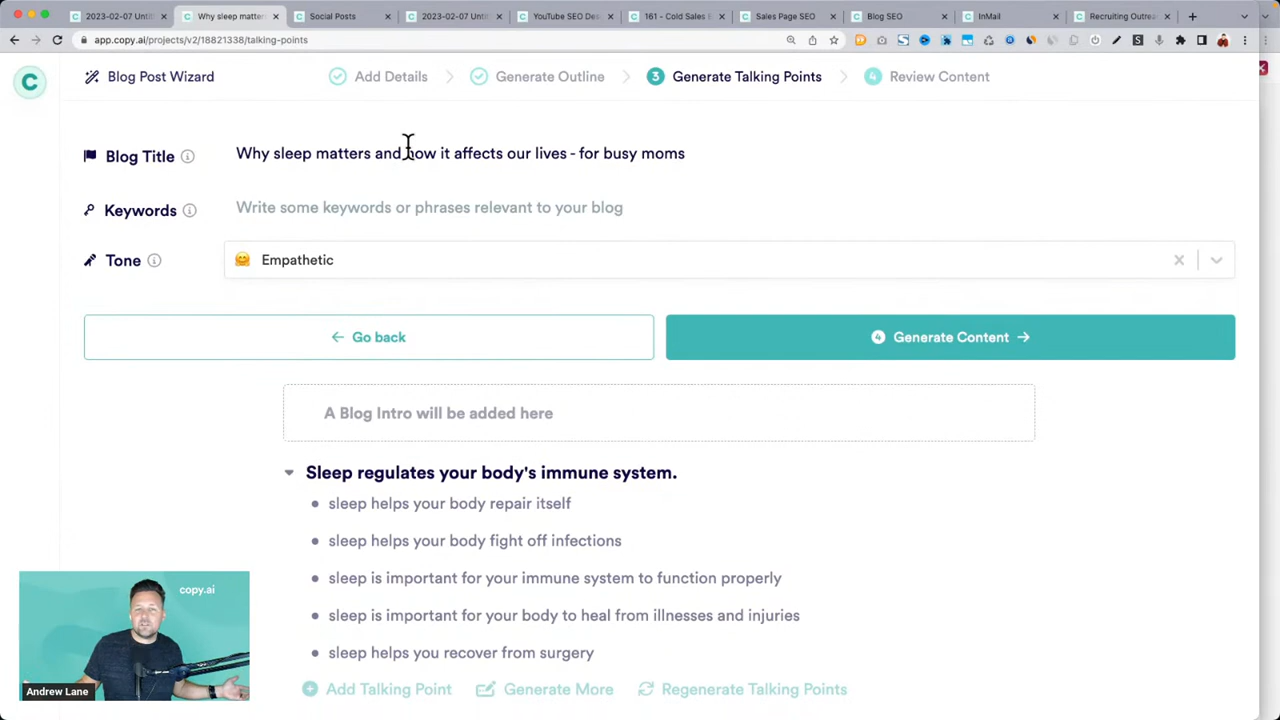 2023-02-07 Untit
Why sleep matter
Social Posts
2023-02-07 Untit
YouTube SEO Des
161 - Cold Sales E
Sales Page SEO
Blog SEO
InMail
Recruiting Outrea
app.copy.ai/projects/v2/18821338/talking-points
C
Blog Post Wizard
Add Details
Generate Outline
3 Generate Talking Points
4 Review Content
Blog Title
Why sleep matters and how it affects our lives - for busy moms
Keywords
Write some keywords or phrases relevant to your blog
Tone
Empathetic
← Go back
4 Generate Content →
A Blog Intro will be added here
Sleep regulates your body's immune system.
• sleep helps your body repair itself
• sleep helps your body fight off infections
• sleep is important for your immune system to function properly
• sleep is important for your body to heal from illnesses and injuries
• sleep helps you recover from surgery
Add Talking Point
Generate More
Regenerate Talking Points
copy.ai
Andrew Lane